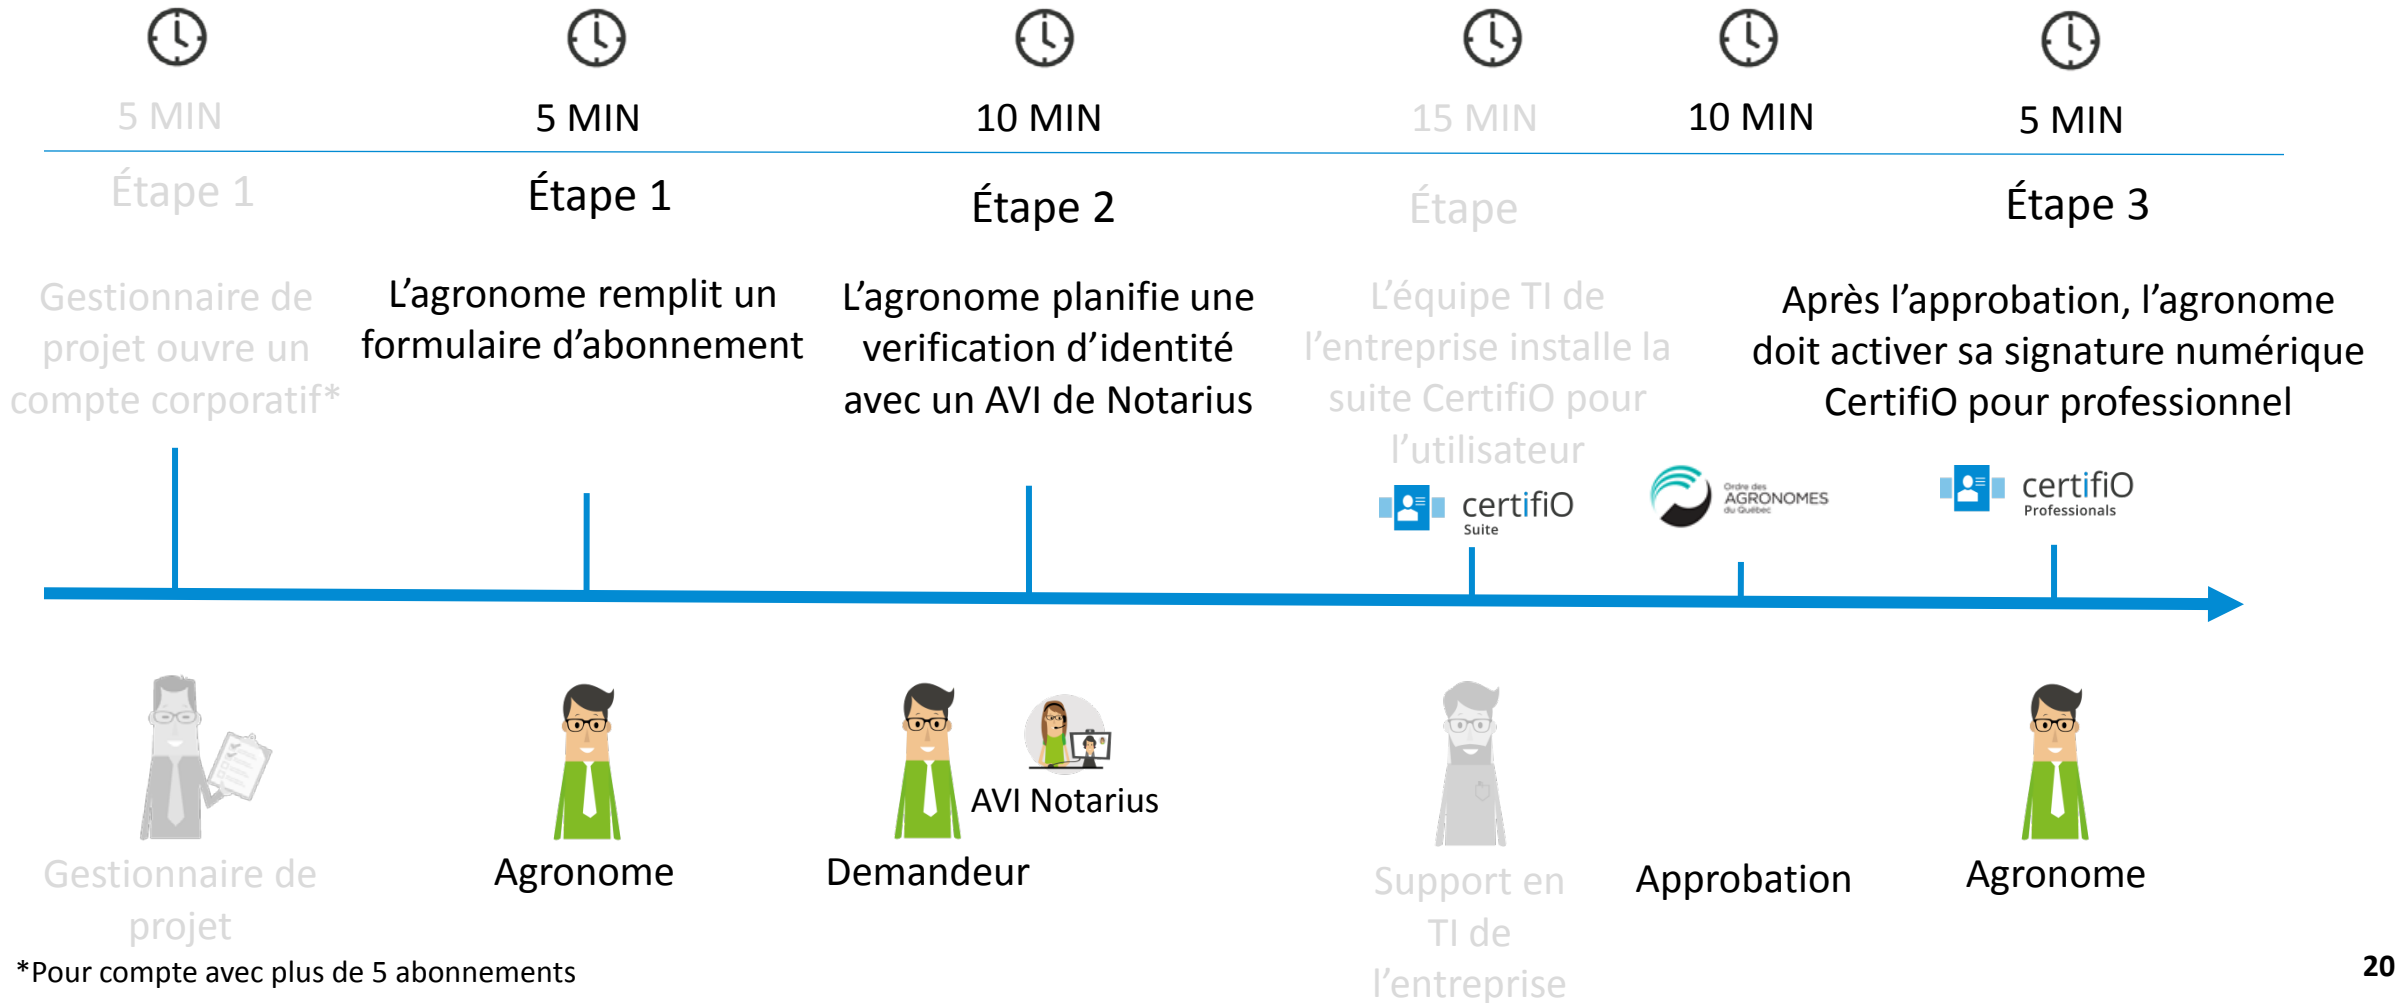 5 MIN
5 MIN
10 MIN
15 MIN
10 MIN
5 MIN
Étape 1
Étape 1
Étape 2
Étape
Étape 3
Gestionnaire de
projet ouvre un
compte corporatif*
L’agronome remplit un
formulaire d’abonnement
L’agronome planifie une
verification d’identité
avec un AVI de Notarius
L’équipe TI de
l’entreprise installe la
suite CertifiO pour
l’utilisateur
Après l’approbation, l’agronome
doit activer sa signature numérique
CertifiO pour professionnel
certifiO
Suite
Ordre des
AGRONOMES
du Québec
certifiO
Professionals
Gestionnaire de
projet
Agronome
Demandeur
AVI Notarius
Support en
TI de
l’entreprise
Approbation
Agronome
*Pour compte avec plus de 5 abonnements
20